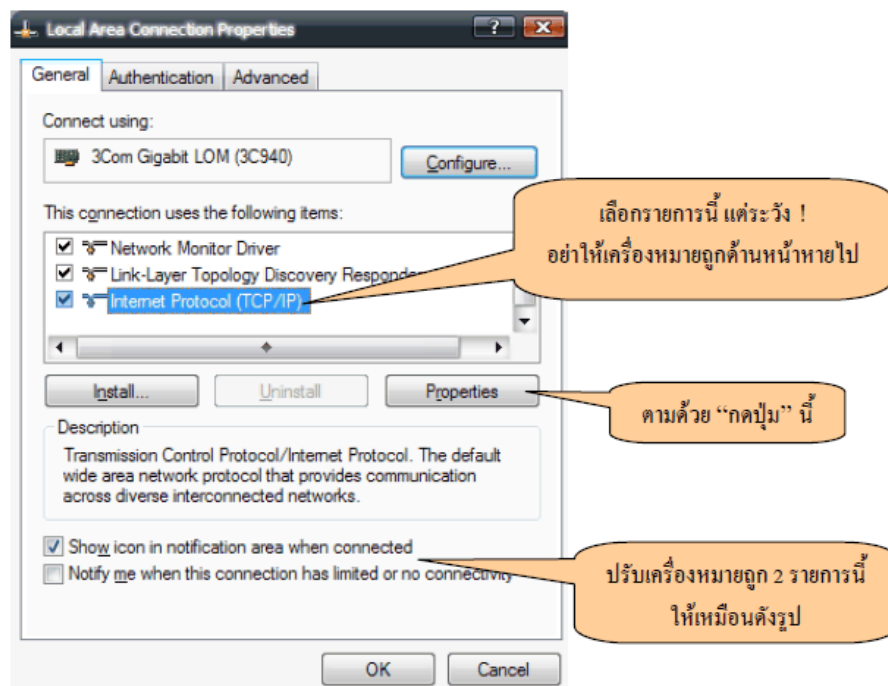 Local Area Connection Properties
General Authentication Advanced
Connect using:
3Com Gigabit LOM (3C940)
Configure...
This connection uses the following items:
Network Monitor Driver
Link-Layer Topology Discovery Responder
Internet Protocol (TCP/IP)
Install... Uninstall Properties
Description
Transmission Control Protocol/Internet Protocol. The default
wide area network protocol that provides communication
across diverse interconnected networks.
Show icon in notification area when connected
Notify me when this connection has limited or no connectivity
OK Cancel
เลือกรายการนี้ แต่ระวัง !
อย่าให้เครื่องหมายถูกด้านหน้าหายไป
ตามด้วย “กดปุ่ม” นี้
ปรับเครื่องหมายถูก 2 รายการนี้
ให้เหมือนดังรูป